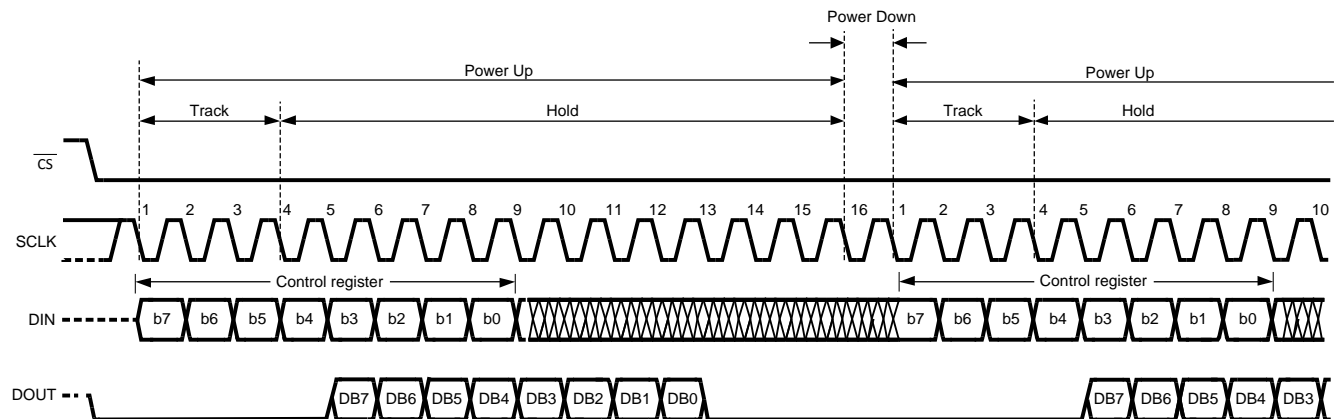 Power Down
Power Up
Power Up
Track
Hold
Track
Hold
CS
1 2 3 4 5 6 7 8 9 10 11 12 13 14 15 16 1 2 3 4 5 6 7 8 9 10
SCLK
Control register
Control register
DIN
b7 b6 b5 b4 b3 b2 b1 b0 b7 b6 b5 b4 b3 b2 b1 b0
DOUT
DB7 DB6 DB5 DB4 DB3 DB2 DB1 DB0 DB7 DB6 DB5 DB4 DB3